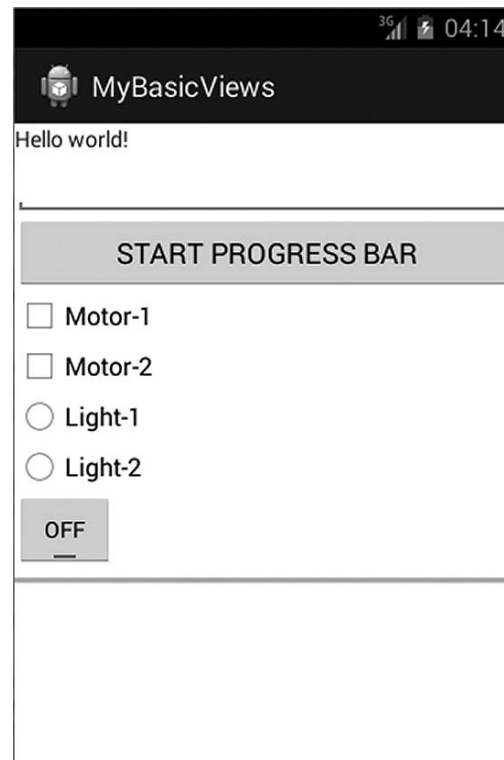 3G 04:14
MyBasicViews
Hello world!
START PROGRESS BAR
Motor-1
Motor-2
Light-1
Light-2
OFF